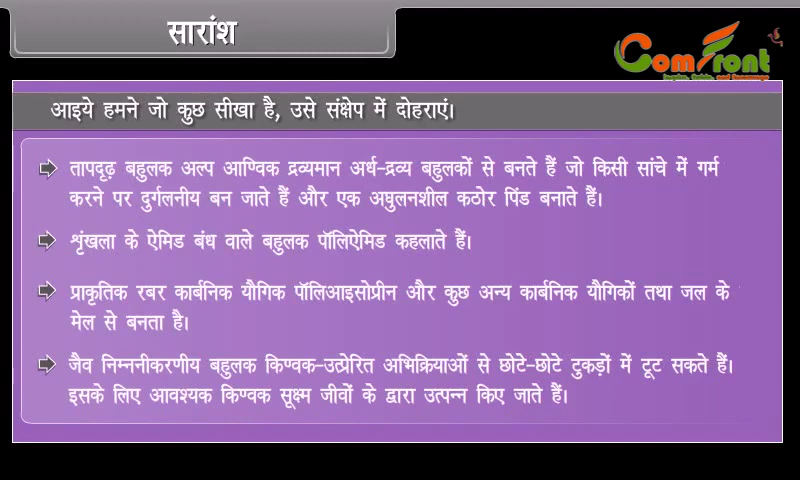 सारांश
ComFront
आइये हमने जो कुछ सीखा है, उसे संक्षेप में दोहराएं।
तापदृढ़ बहुलक अल्प आण्विक द्रव्यमान अर्ध-द्रव्य बहुलकों से बनते हैं जो किसी सांचे में गर्म
करने पर दुर्गलनीय बन जाते हैं और एक अघुलनशील कठोर पिंड बनाते हैं।
शृंखला के ऐमिड बंध वाले बहुलक पॉलिऐमिड कहलाते हैं।
प्राकृतिक रबर कार्बनिक यौगिक पॉलिआइसोप्रीन और कुछ अन्य कार्बनिक यौगिकों तथा जल के
मेल से बनता है।
जैव निम्ननीकरणीय बहुलक किण्वक-उत्प्रेरित अभिक्रियाओं से छोटे-छोटे टुकड़ों में टूट सकते हैं।
इसके लिए आवश्यक किण्वक सूक्ष्म जीवों के द्वारा उत्पन्न किए जाते हैं।